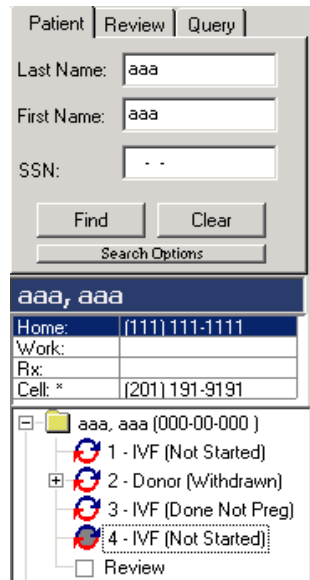 Patient Review Query
Last Name: aaa
First Name: aaa
SSN: - -
Find Clear
Search Options
aaa, aaa
Home: (111) 111-1111
Work:
Rx:
Cell: * (201) 191-9191
aaa, aaa (000-00-000 )
1 - IVF (Not Started)
2 - Donor (Withdrawn)
3 - IVF (Done Not Preg)
4 - IVF (Not Started)
Review